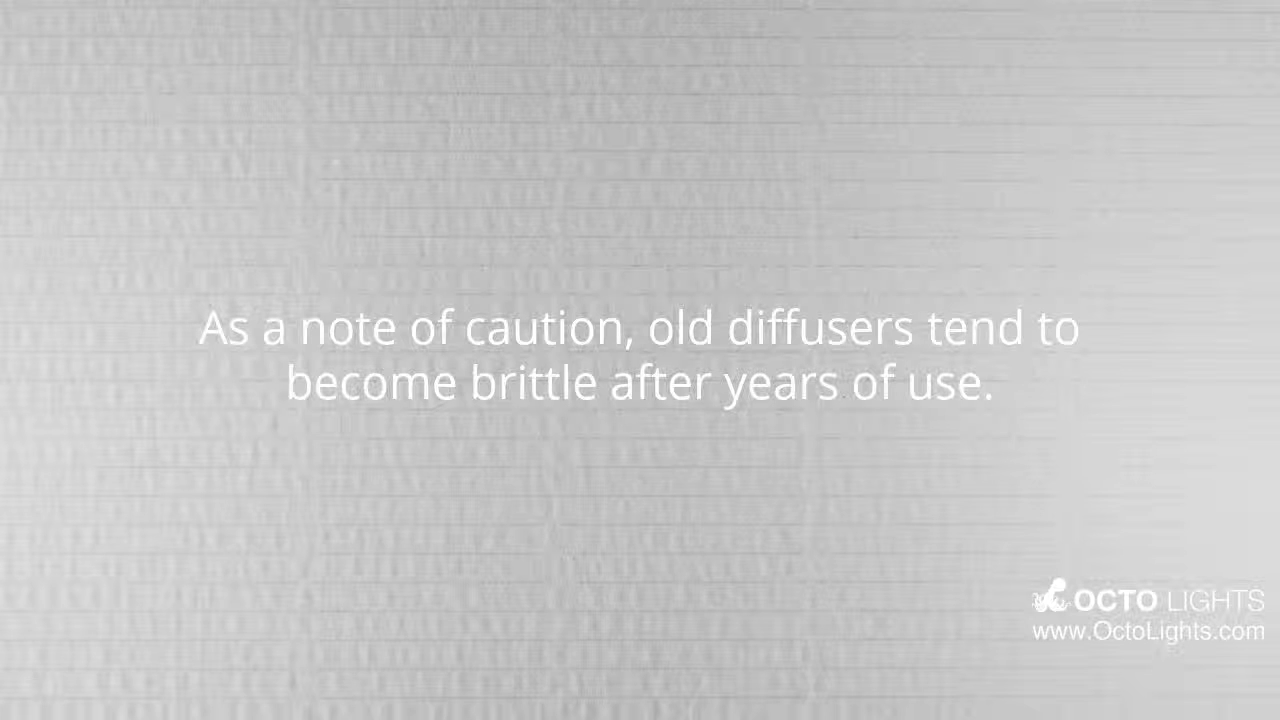 As a note of caution, old diffusers tend to
become brittle after years of use.
OCTO LIGHTS
www.OctoLights.com